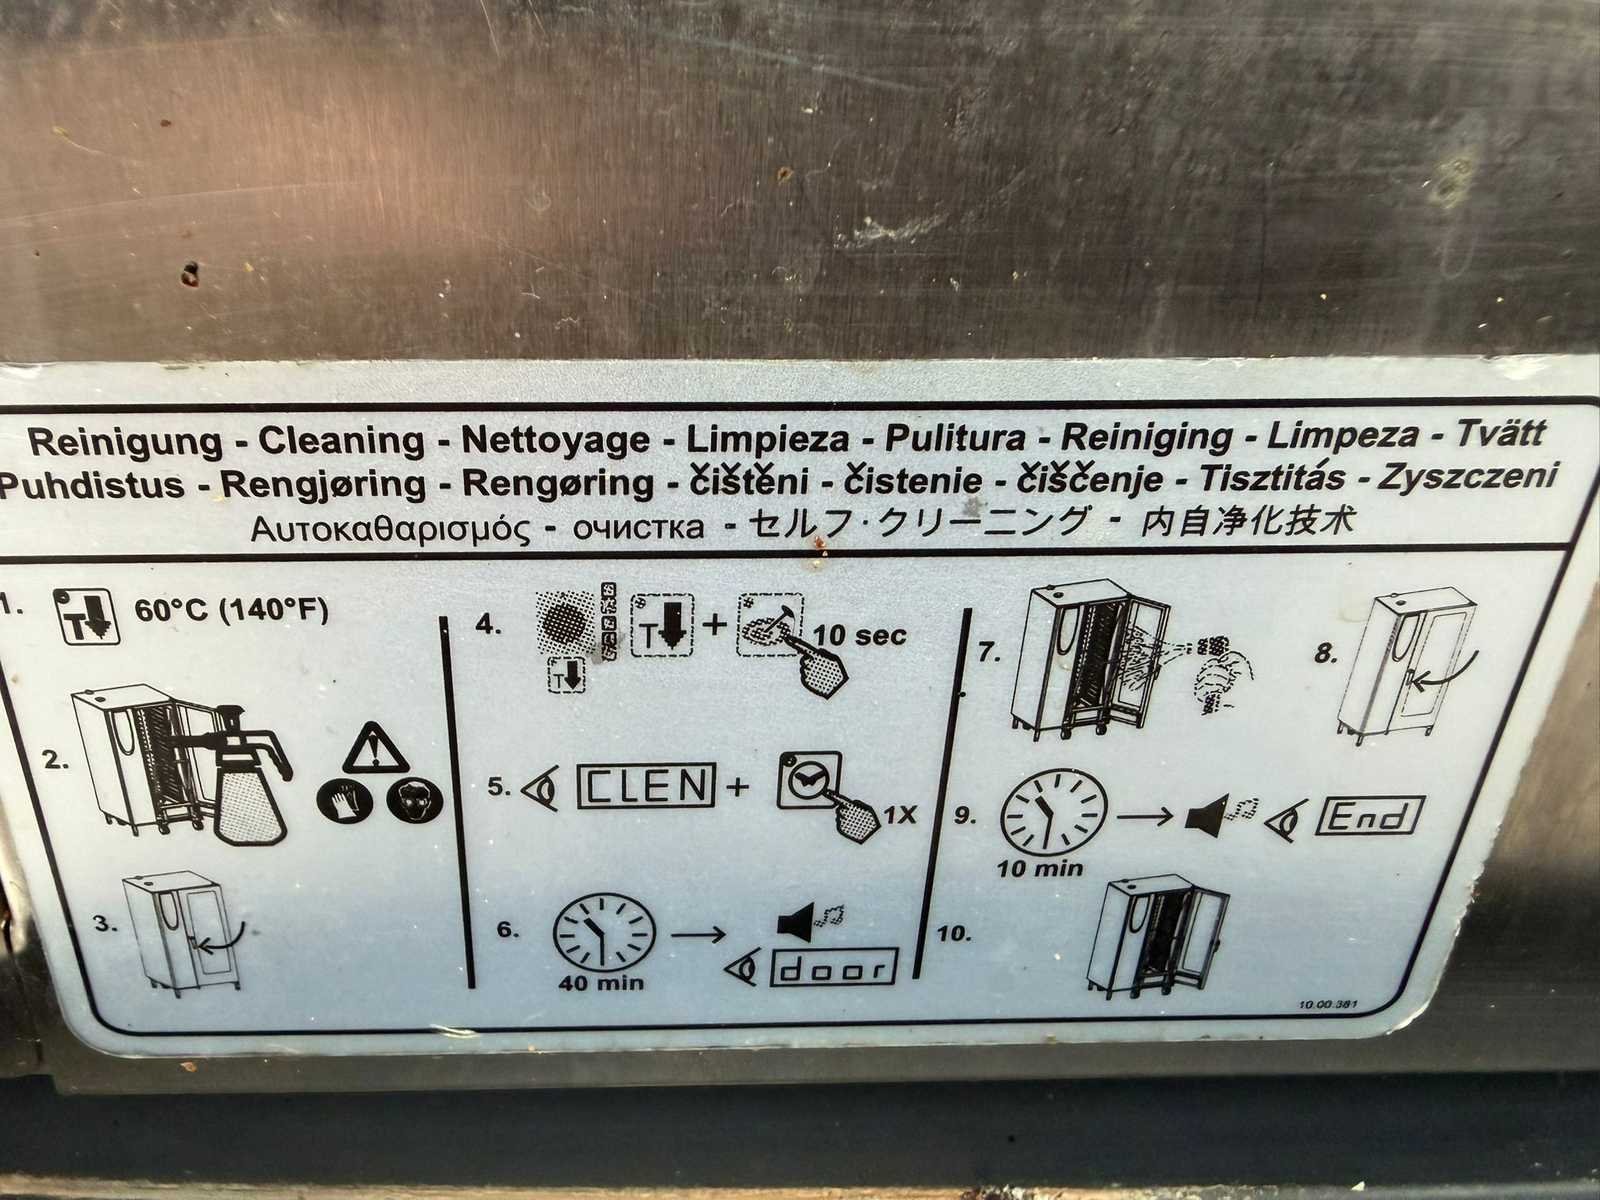 Reinigung - Cleaning - Nettoyage - Limpieza - Pulitura - Reiniging - Limpeza - Tvätt
Puhdistus - Rengjøring - Rengøring - čištěni - čistenie - čiščenje - Tisztitás - Zyszczeni
Αυτοκαθαρισμός - очистка - セルフ・クリーニング - 内自净化技术
1. T 60°C (140°F)
2.
3.
4. T T + 10 sec
5. CLEN + 1X
6. 40 min door
7.
8.
9. 10 min End
10.
10.00.381